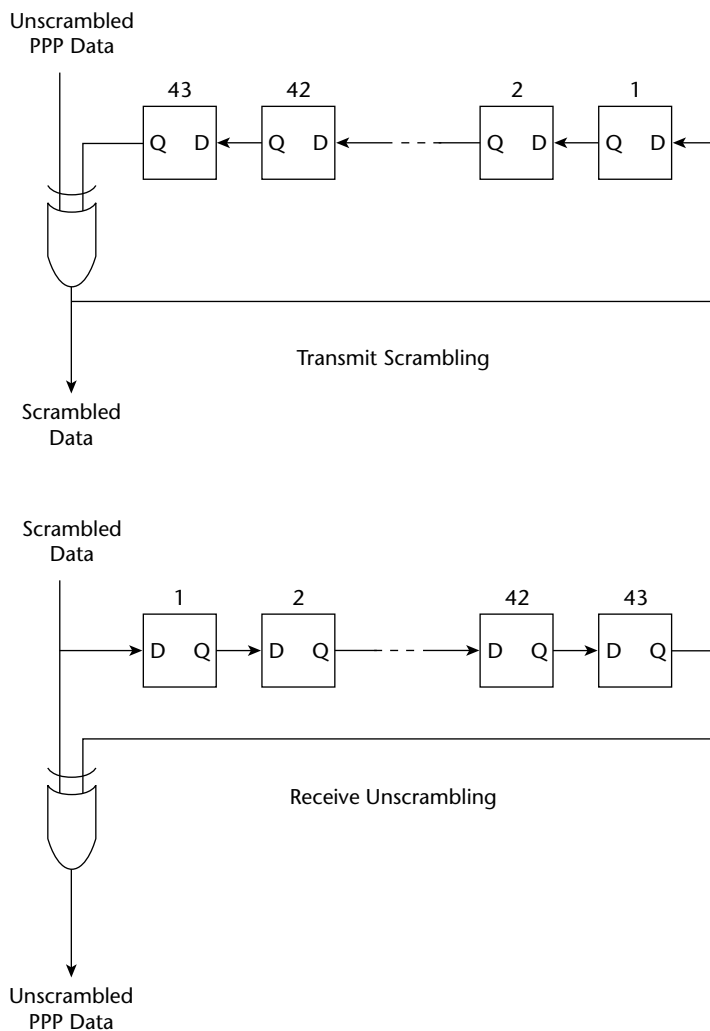 Unscrambled
PPP Data
43 42 2 1
Q D Q D Q D Q D
Transmit Scrambling
Scrambled
Data
Scrambled
Data
1 2 42 43
D Q D Q D Q D Q
Receive Unscrambling
Unscrambled
PPP Data